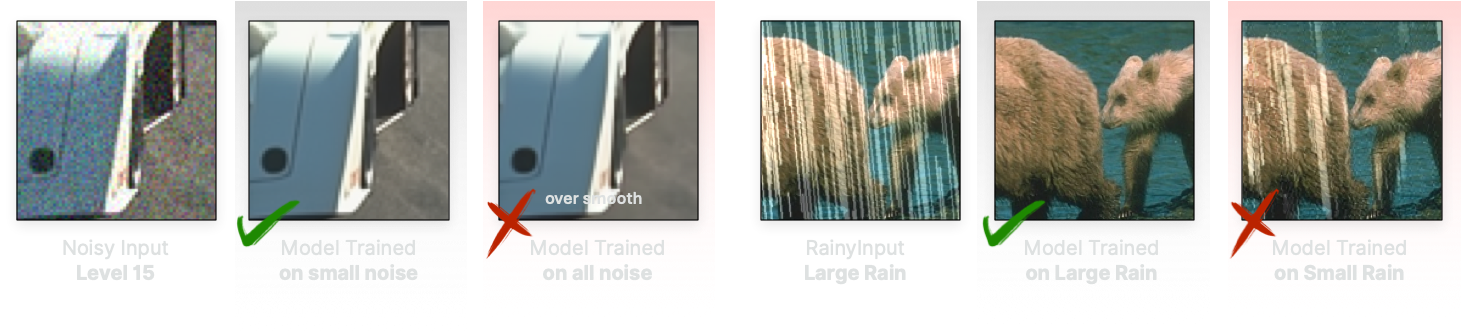 over smooth
Noisy Input
Level 15
Model Trained
on small noise
Model Trained
on all noise
RainyInput
Large Rain
Model Trained
on Large Rain
Model Trained
on Small Rain